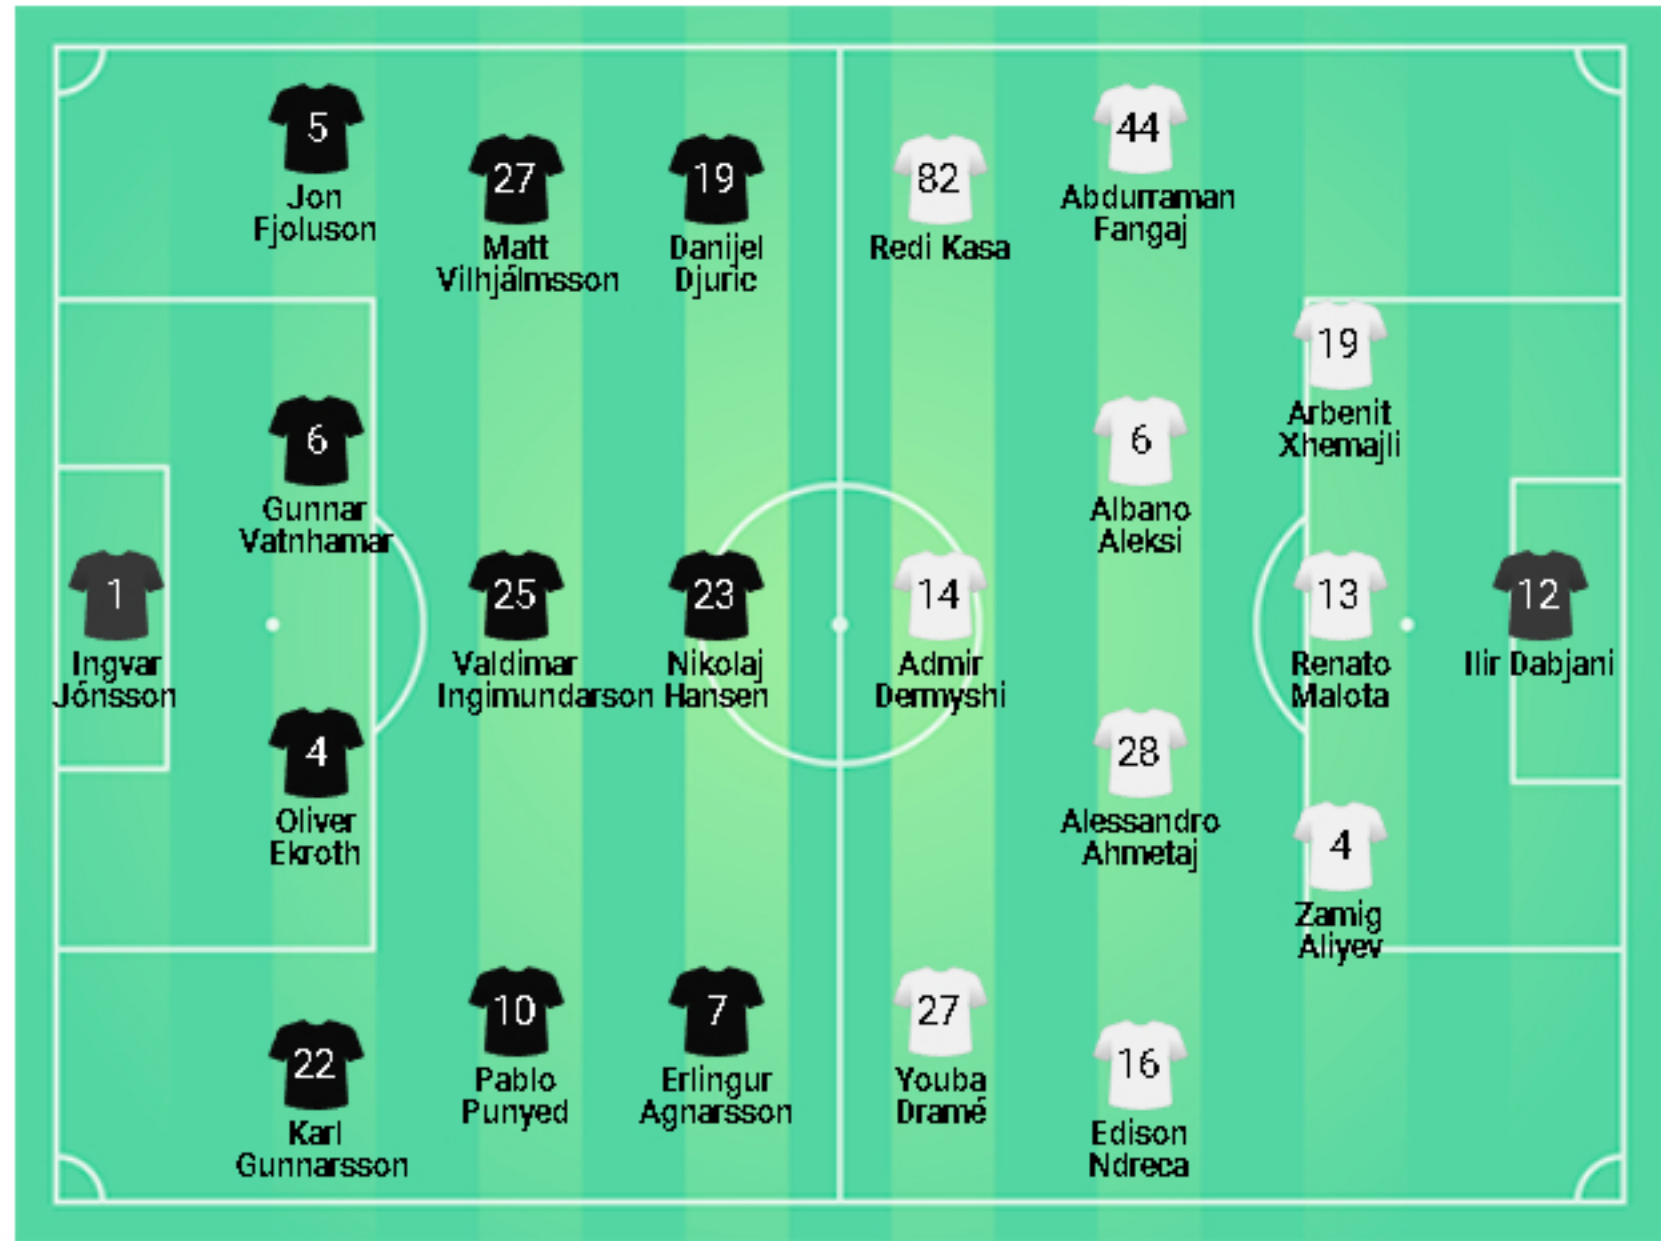 5
Jon
Fjoluson
27
Matt
Vilhjálmsson
19
Danijel
Djuric
82
Redi Kasa
44
Abdurraman
Fangaj
6
Gunnar
Vatnhamar
6
Albano
Aleksi
19
Arbenit
Xhemajli
1
Ingvar
Jónsson
25
Valdimar
Ingimundarson
23
Nikolaj
Hansen
14
Admir
Dermyshi
13
Renato
Malota
12
Ilir Dabjani
4
Oliver
Ekroth
28
Alessandro
Ahmetaj
4
Zamig
Aliyev
22
Karl
Gunnarsson
10
Pablo
Punyed
7
Erlingur
Agnarsson
27
Youba
Dramé
16
Edison
Ndreca